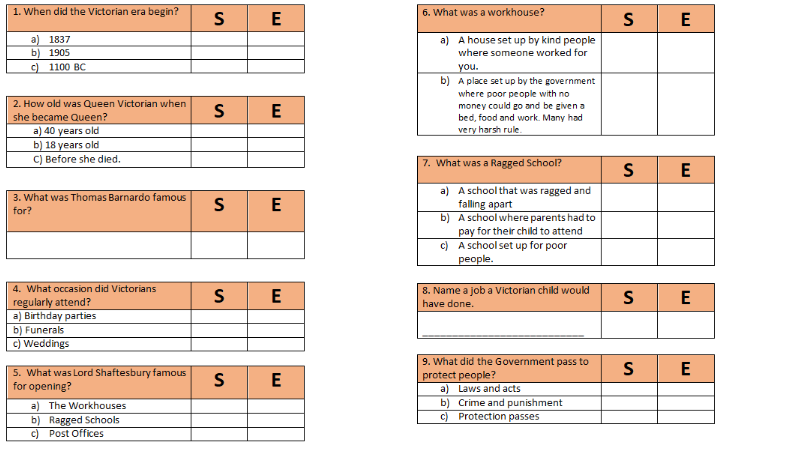 1. When did the Victorian era begin? S E
a) 1837
b) 1905
c) 1100 BC
2. How old was Queen Victorian when
she became Queen? S E
a) 40 years old
b) 18 years old
C) Before she died.
3. What was Thomas Barnardo famous
for? S E
4. What occasion did Victorians
regularly attend? S E
a) Birthday parties
b) Funerals
c) Weddings
5. What was Lord Shaftesbury famous
for opening? S E
a) The Workhouses
b) Ragged Schools
c) Post Offices
6. What was a workhouse? S E
a) A house set up by kind people
where someone worked for
you.
b) A place set up by the government
where poor people with no
money could go and be given a
bed, food and work. Many had
very harsh rule.
7. What was a Ragged School? S E
a) A school that was ragged and
falling apart
b) A school where parents had to
pay for their child to attend
c) A school set up for poor
people.
8. Name a job a Victorian child would
have done. S E
9. What did the Government pass to
protect people? S E
a) Laws and acts
b) Crime and punishment
c) Protection passes